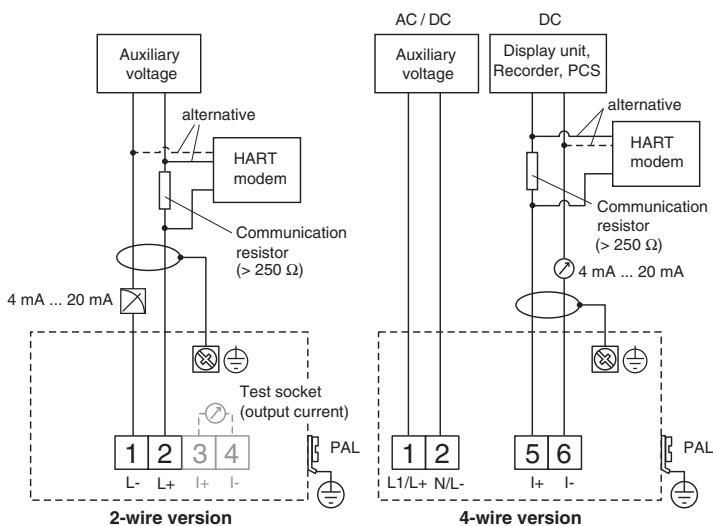 AC / DC
DC
Auxiliary
voltage
Auxiliary
voltage
Display unit,
Recorder, PCS
alternative
alternative
HART
modem
HART
modem
Communication
resistor
(> 250 Ω)
Communication
resistor
(> 250 Ω)
4 mA ... 20 mA
4 mA ... 20 mA
Test socket
(output current)
1 2 3 4
PAL
L- L+ I+ I-
1 2
5 6
PAL
L1/L+ N/L-
I+ I-
2-wire version
4-wire version